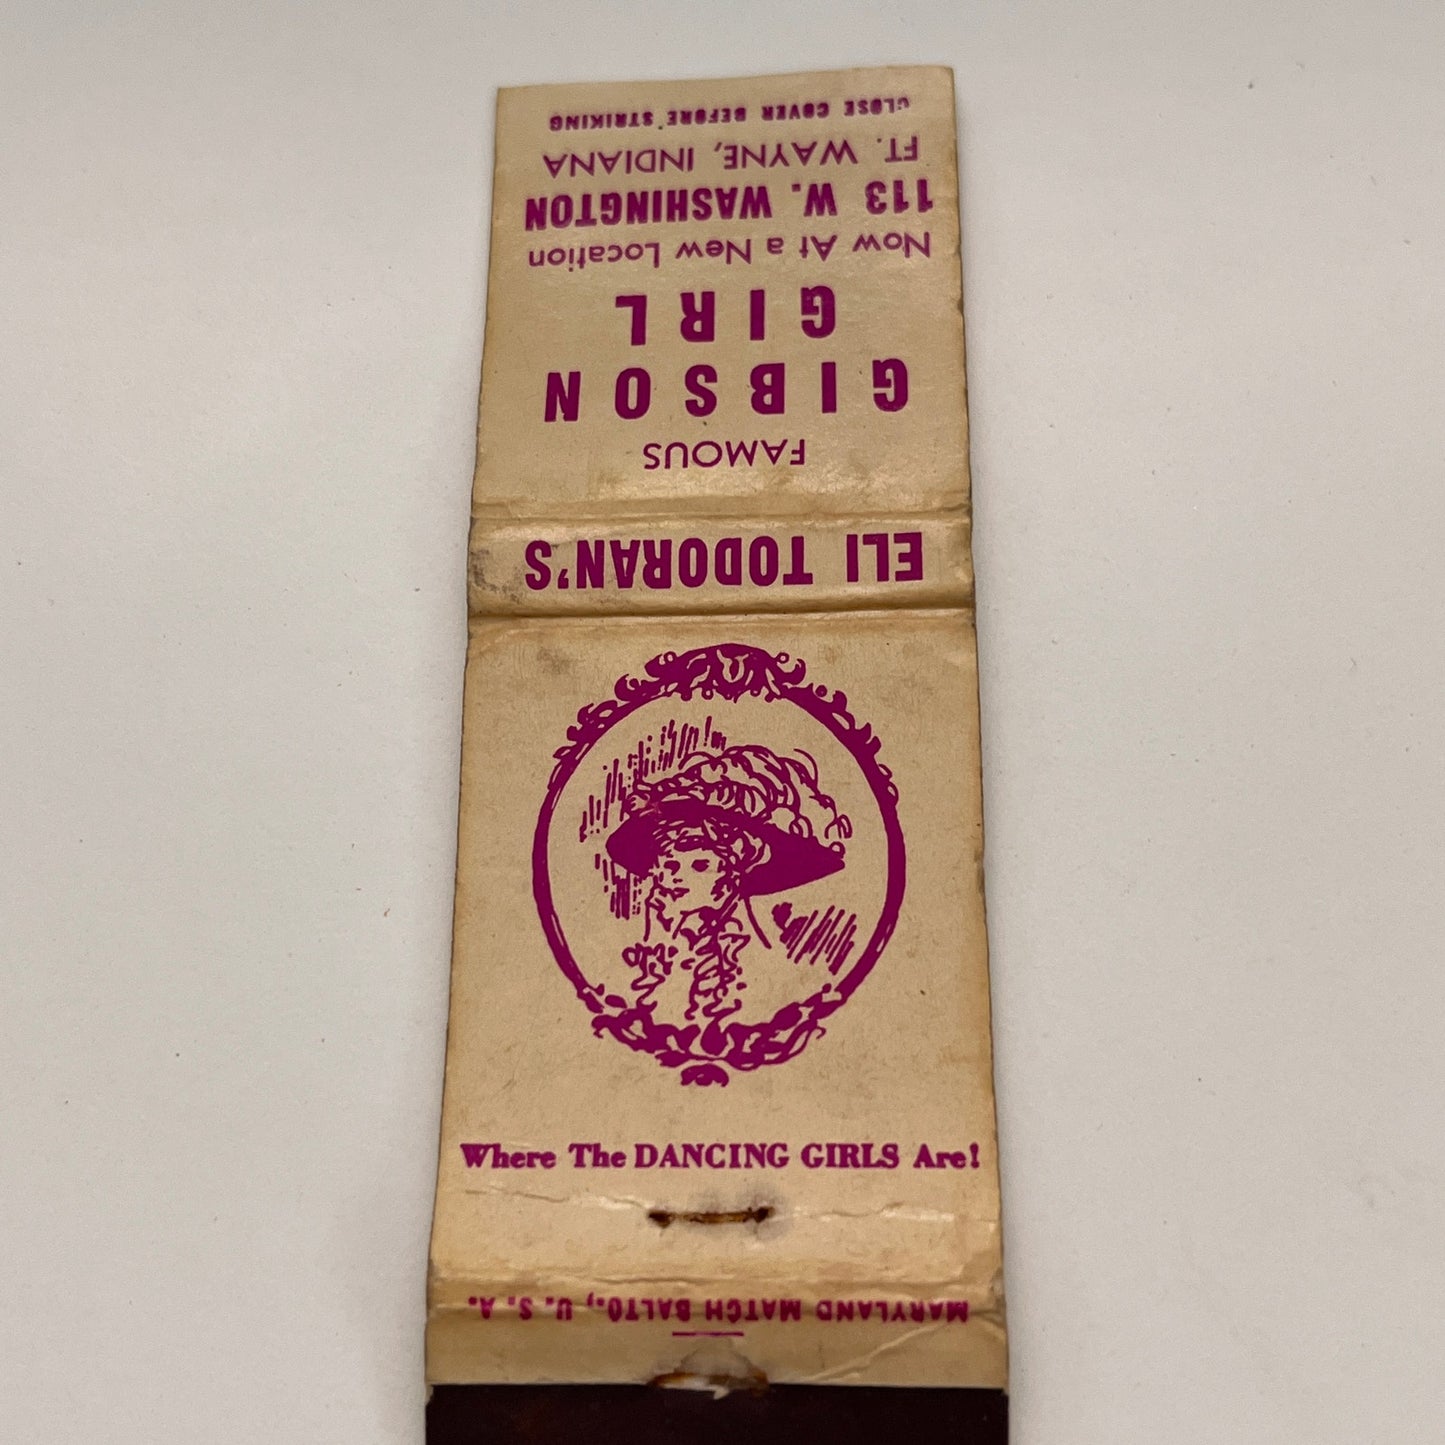 ELI TODORAN'S
FAMOUS
GIBSON
GIRL
Now At a New Location
113 W. WASHINGTON
FT. WAYNE, INDIANA
CLOSE COVER BEFORE STRIKING
Where The DANCING GIRLS Are!
MARYLAND MATCH BALTO., U. S. A.